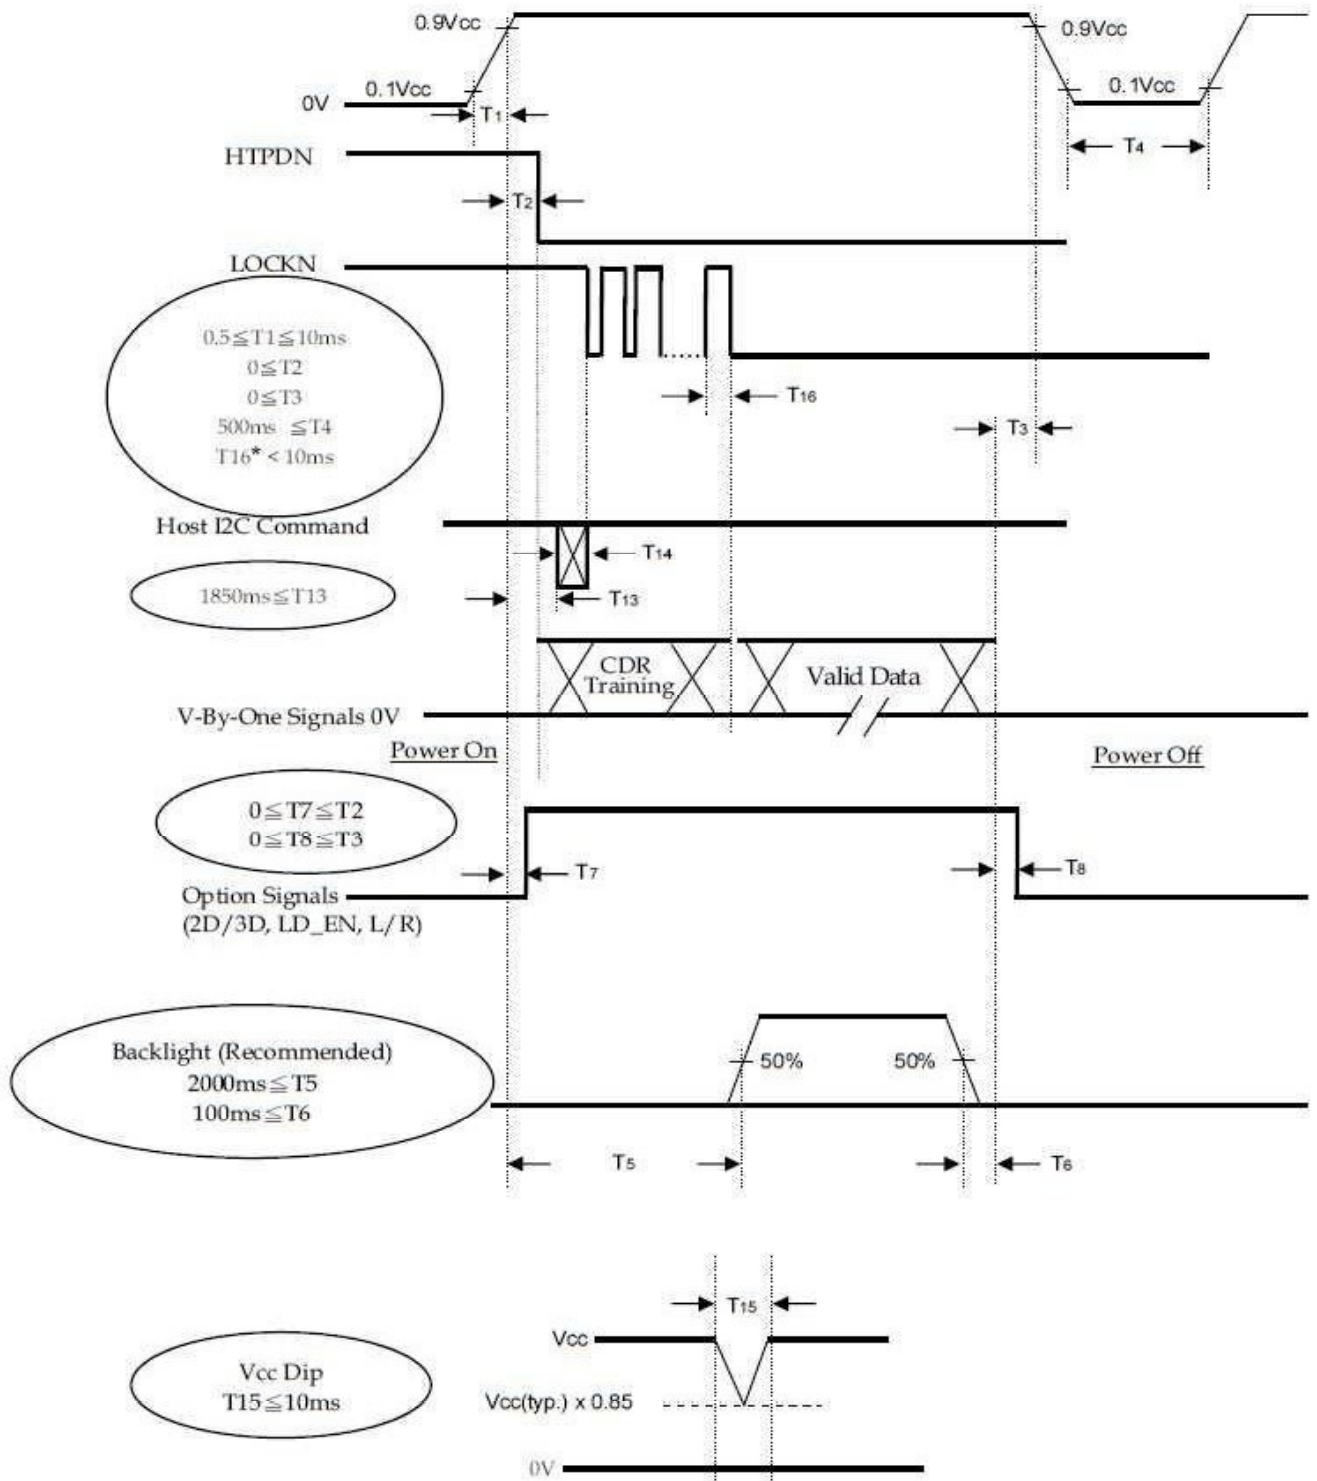 0.9Vcc
0.9Vcc
0.1Vcc
0.1Vcc
0V
T1
T4
HTPDN
T2
LOCKN
0.5≦T1≦10ms
0≦T2
0≦T3
500ms ≦T4
T16* < 10ms
T16
T3
Host I2C Command
T14
1850ms≦T13
T13
CDR
Training
Valid Data
V-By-One Signals 0V
Power On
Power Off
0≦T7≦T2
0≦T8≦T3
T7
T8
Option Signals
(2D/3D, LD_EN, L/R)
Backlight (Recommended)
2000ms≦T5
100ms≦T6
50%
50%
T5
T6
T15
Vcc
Vcc Dip
T15≦10ms
Vcc(typ.) x 0.85
0V